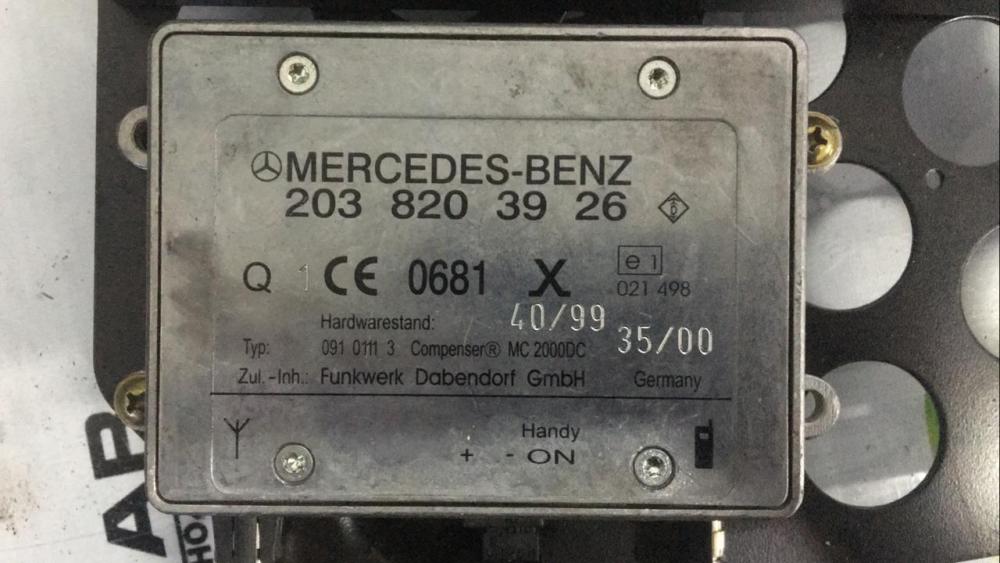 MERCEDES-BENZ
203 820 39 26 D
Q 1 CE 0681 X e1
021 498
Hardwarestand: 40/99
35/00
Typ: 091 0111 3 Compenser® MC 2000DC
Zul.-Inh.: Funkwerk Dabendorf GmbH Germany
Handy
+ - ON